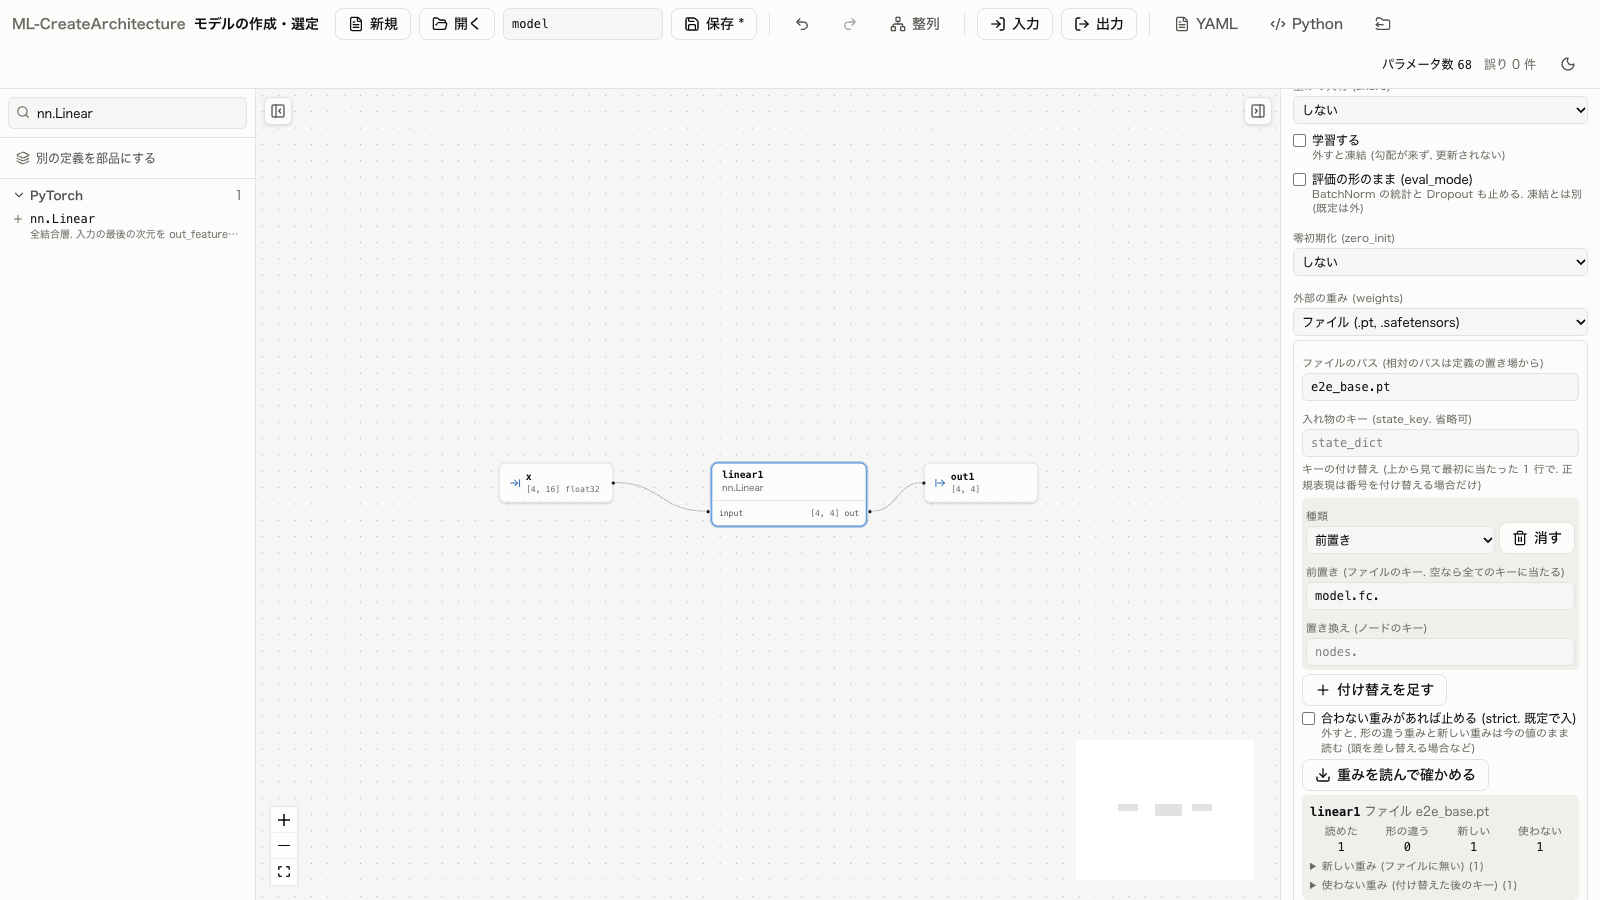 ML-CreateArchitecture モデルの作成・選定 新規 開く model 保存 * 整列 入力 出力 YAML Python
パラメータ数 68 誤り 0 件
nn.Linear
別の定義を部品にする
PyTorch 1
nn.Linear
全結合層. 入力の最後の次元を out_feature…
x
[4, 16] float32
linear1
nn.Linear
input [4, 4] out
out1
[4, 4]
しない
学習する
外すと凍結 (勾配が来ず, 更新されない)
評価の形のまま (eval_mode)
BatchNorm の統計と Dropout も止める. 凍結とは別
(既定は外)
零初期化 (zero_init)
しない
外部の重み (weights)
ファイル (.pt, .safetensors)
ファイルのパス (相対のパスは定義の置き場から)
e2e_base.pt
入れ物のキー (state_key. 省略可)
state_dict
キーの付け替え (上から見て最初に当たった 1 行で. 正
規表現は番号を付け替える場合だけ)
種類
前置き 消す
前置き (ファイルのキー. 空なら全てのキーに当たる)
model.fc.
置き換え (ノードのキー)
nodes.
付け替えを足す
合わない重みがあれば止める (strict. 既定で入)
外すと, 形の違う重みと新しい重みは今の値のまま
読む (頭を差し替える場合など)
重みを読んで確かめる
linear1 ファイル e2e_base.pt
読めた 形の違う 新しい 使わない
1 0 1 1
新しい重み (ファイルに無い) (1)
使わない重み (付け替えた後のキー) (1)